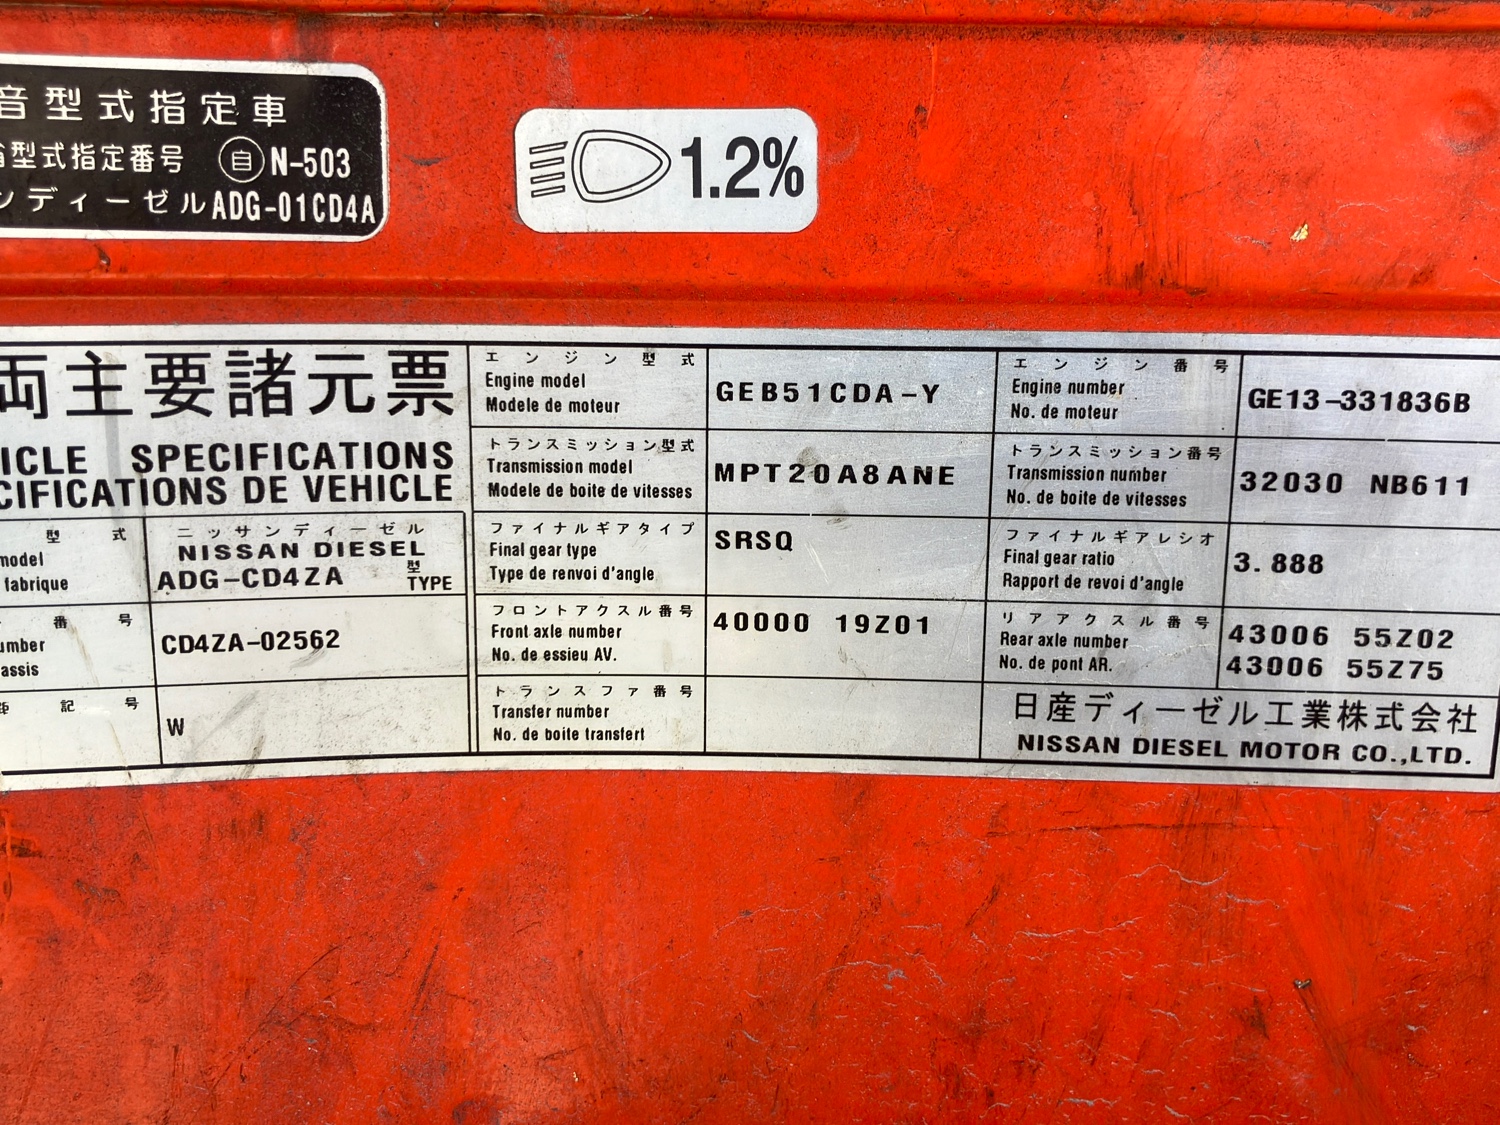 音型式指定車
型式指定番号 自 N-503
ンディーゼル ADG-01CD4A
1.2%
両主要諸元票
ICLE SPECIFICATIONS
CIFICATIONS DE VEHICLE
型式
model
fabrique
ニッサンディーゼル
NISSAN DIESEL
ADG-CD4ZA 型 TYPE
番号
umber
assis
CD4ZA-02562
記号
W
エンジン型式
Engine model
Modele de moteur
GEB51CDA-Y
エンジン番号
Engine number
No. de moteur
GE13-331836B
トランスミッション型式
Transmission model
Modele de boite de vitesses
MPT20A8ANE
トランスミッション番号
Transmission number
No. de boite de vitesses
32030 NB611
ファイナルギアタイプ
Final gear type
Type de renvoi d'angle
SRSQ
ファイナルギアレシオ
Final gear ratio
Rapport de revoi d'angle
3.888
フロントアクスル番号
Front axle number
No. de essieu AV.
40000 19Z01
リアアクスル番号
Rear axle number
No. de pont AR.
43006 55Z02
43006 55Z75
トランスファ番号
Transfer number
No. de boite transfert
日産ディーゼル工業株式会社
NISSAN DIESEL MOTOR CO.,LTD.